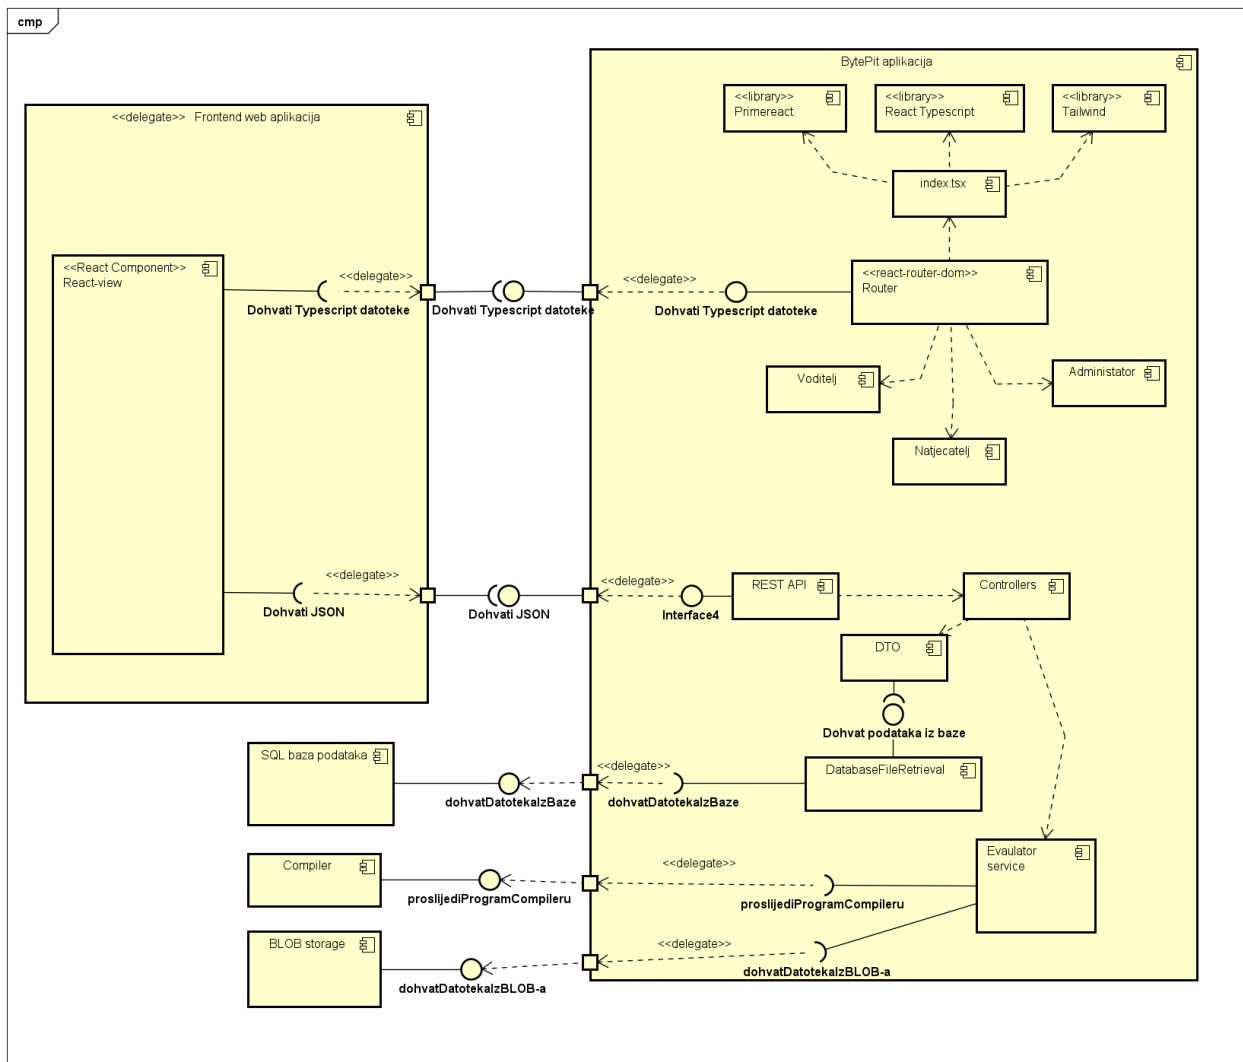 cmp
BytePit aplikacija
<<library>>
Primereact
<<library>>
React Typescript
<<library>>
Tailwind
<<delegate>> Frontend web aplikacija
index.tsx
<<React Component>>
React-view
<<delegate>>
Dohvati Typescript datoteke
Dohvati Typescript datoteke
<<delegate>>
Dohvati Typescript datoteke
<<react-router-dom>>
Router
Voditelj
Administator
Natjecatelj
<<delegate>>
Dohvati JSON
Dohvati JSON
<<delegate>>
Interface4
REST API
Controllers
DTO
Dohvat podataka iz baze
SQL baza podataka
dohvatDatotekaIzBaze
<<delegate>>
dohvatDatotekaIzBaze
DatabaseFileRetrieval
Compiler
proslijediProgramCompileru
<<delegate>>
proslijediProgramCompileru
Evaulator
service
BLOB storage
dohvatDatotekaIzBLOB-a
<<delegate>>
dohvatDatotekaIzBLOB-a